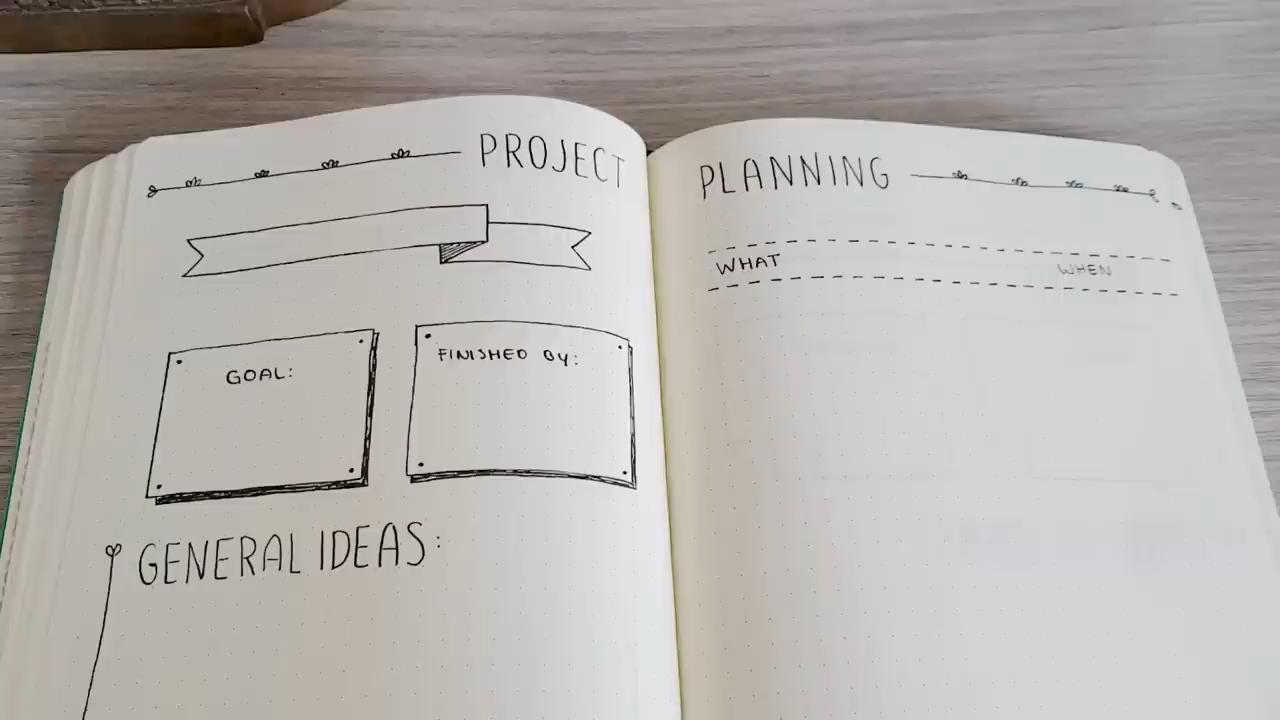 PROJECT PLANNING
GOAL:
FINISHED BY:
GENERAL IDEAS:
WHAT WHEN